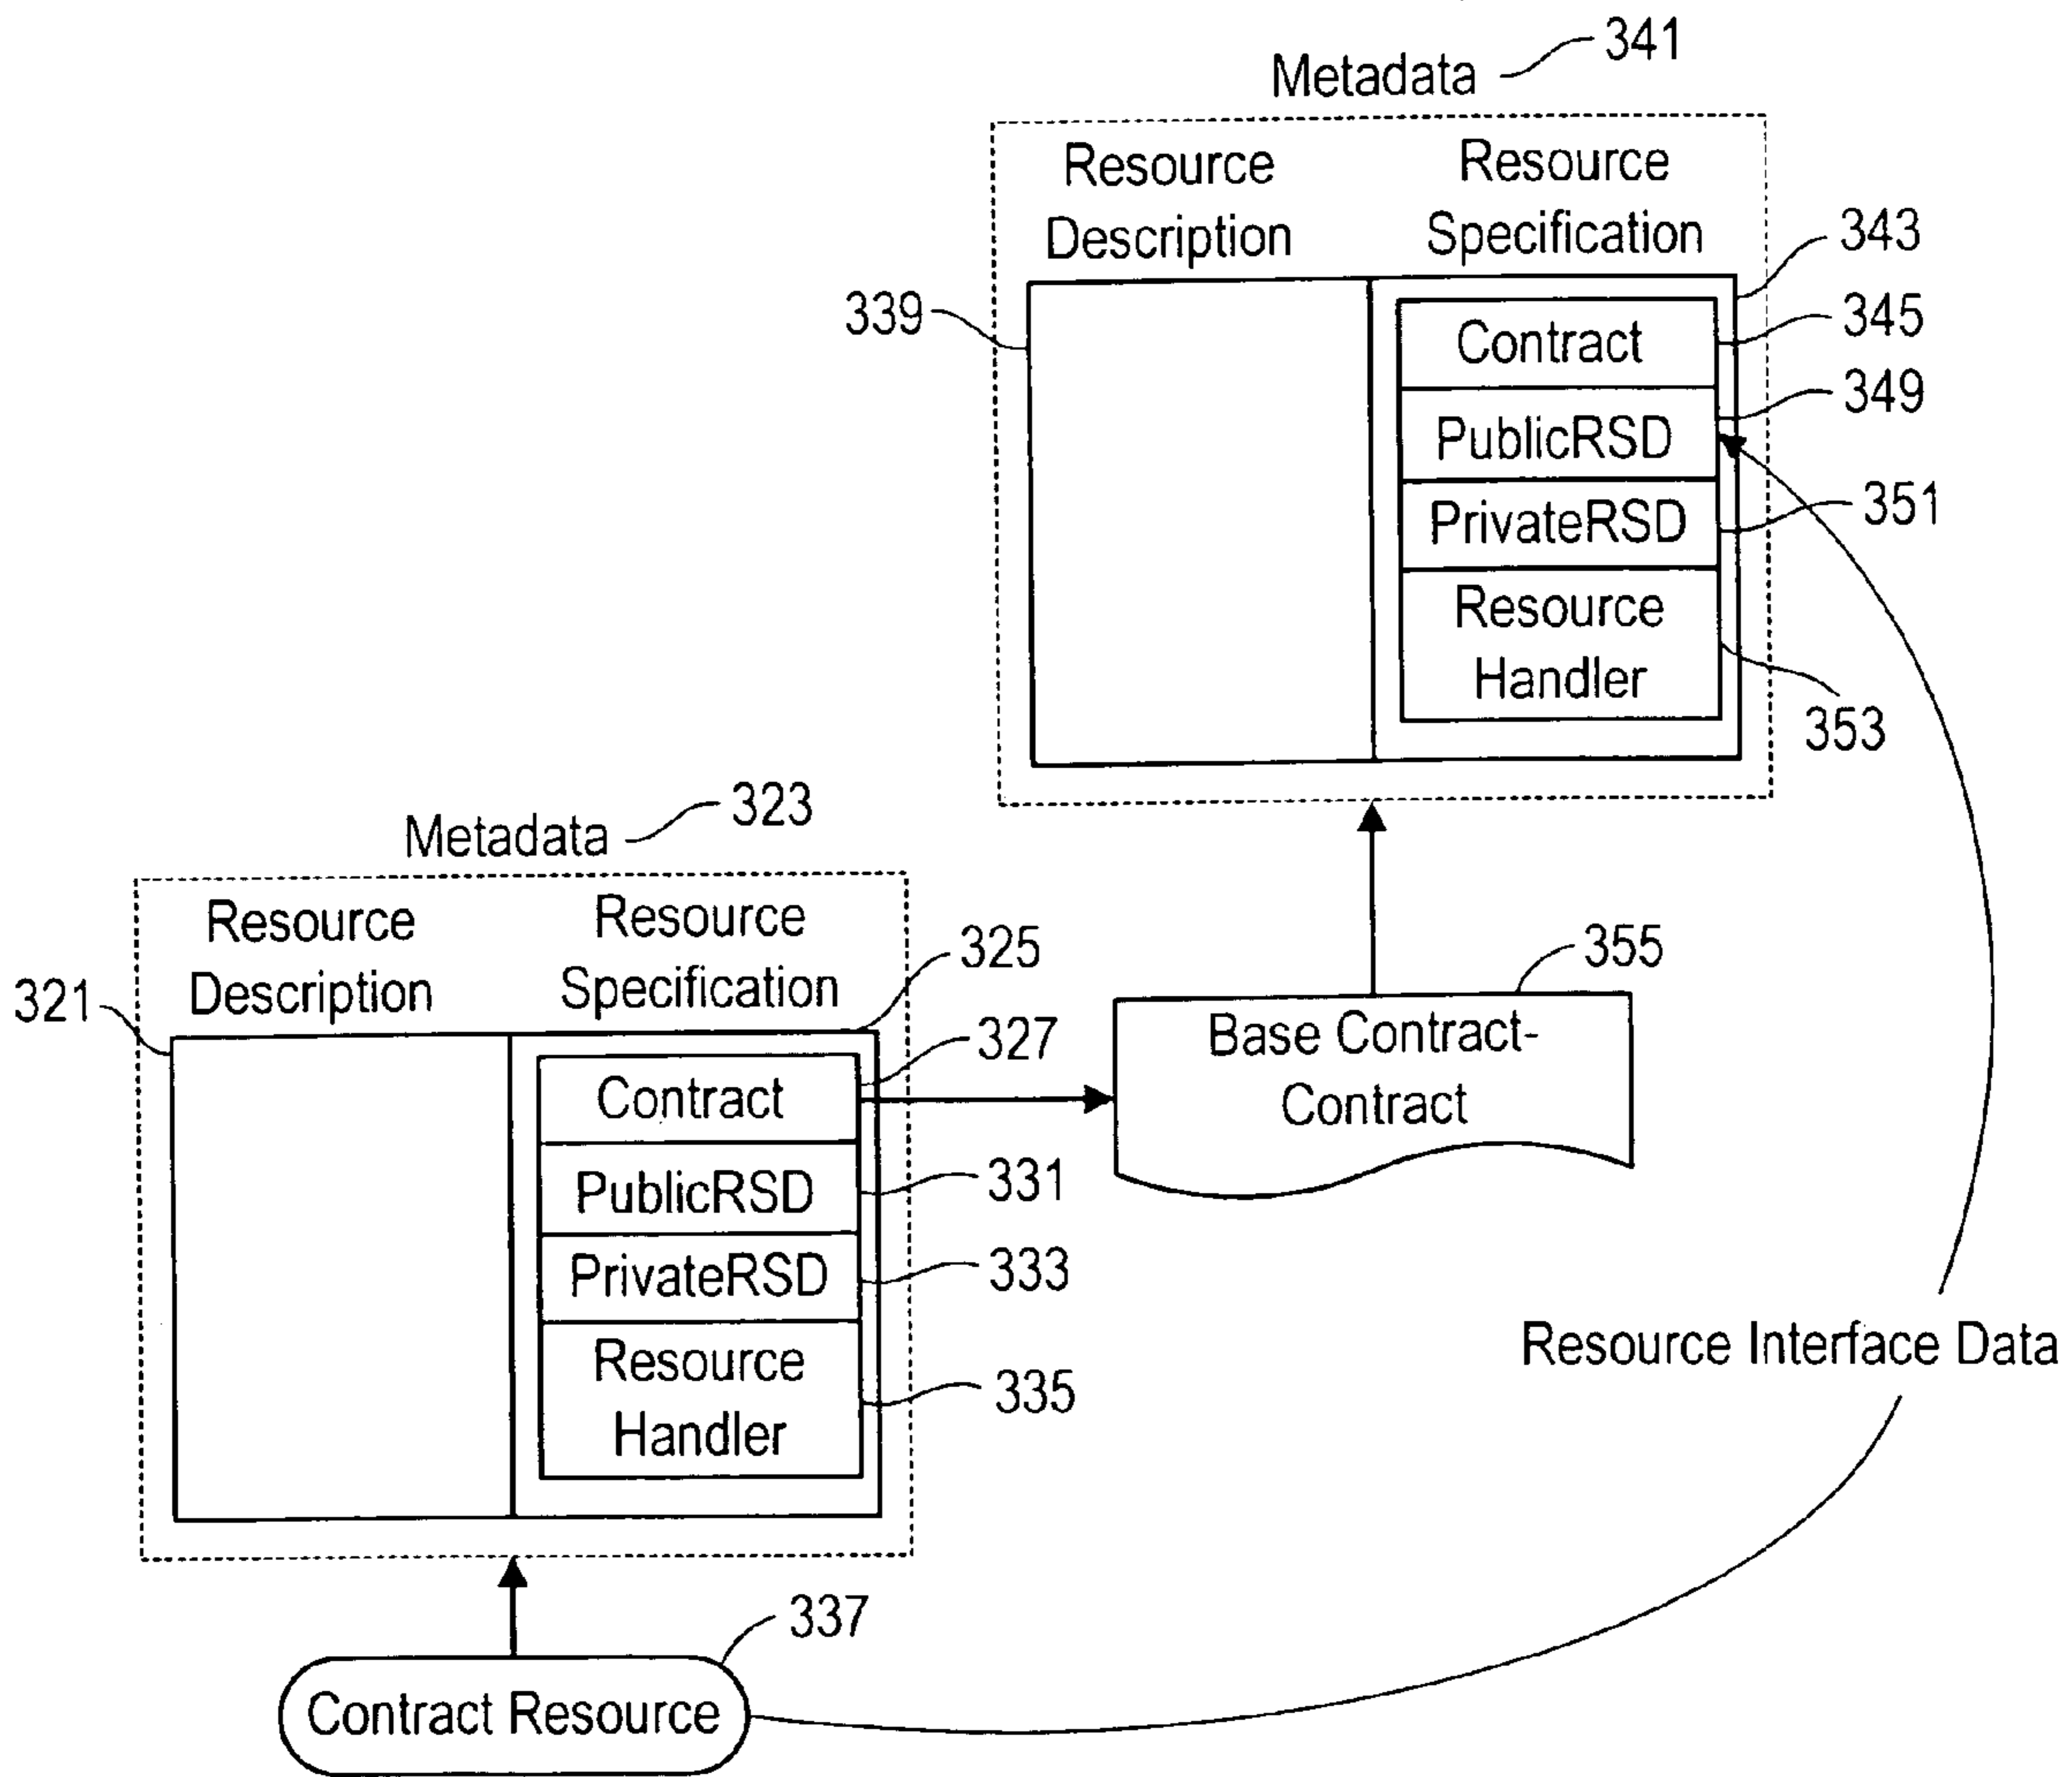 341
Metadata
Resource Resource
Description Specification
343
339
345
Contract
349
PublicRSD
351
PrivateRSD
Resource
Handler
353
323
Metadata
Resource Resource
Description Specification
325
321
327
Contract
331
PublicRSD
333
PrivateRSD
Resource
335
Handler
355
Base Contract-
Contract
Resource Interface Data
337
Contract Resource